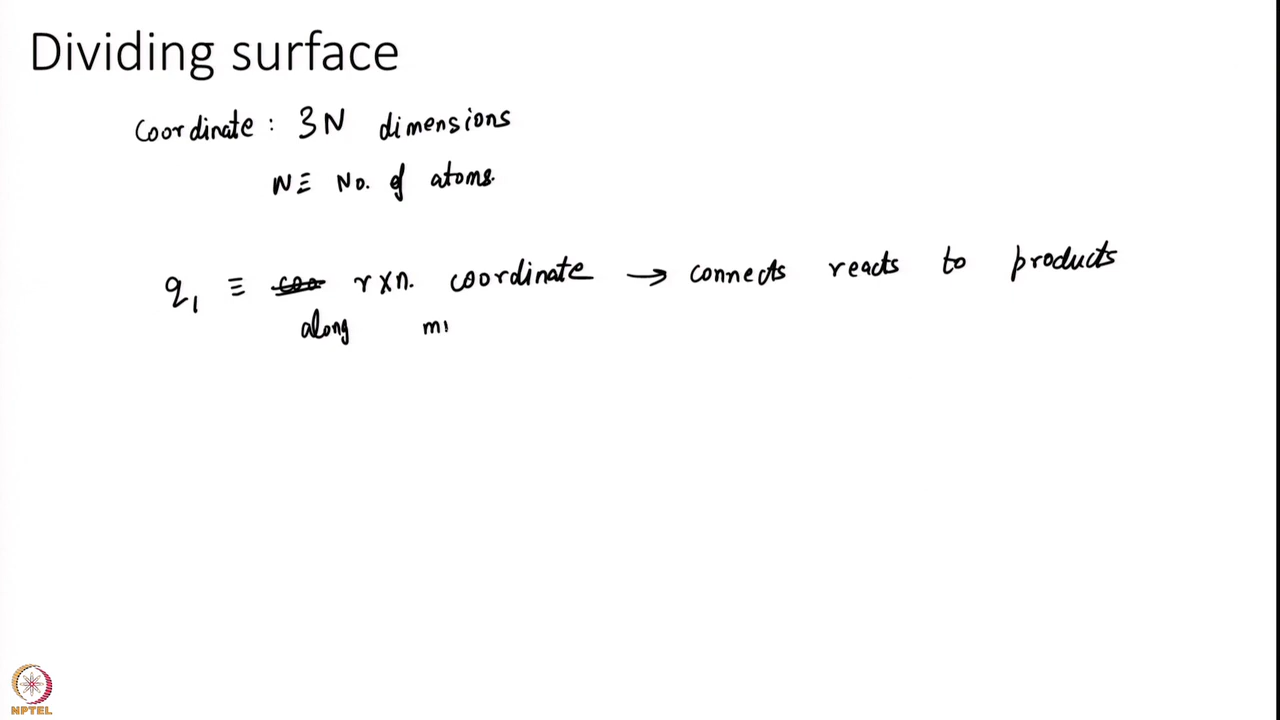 Dividing surface
Coordinate : 3N dimensions
N ≡ No. of atoms.
q₁ ≡ rxn. coordinate → connects reacts to products
along
NPTEL